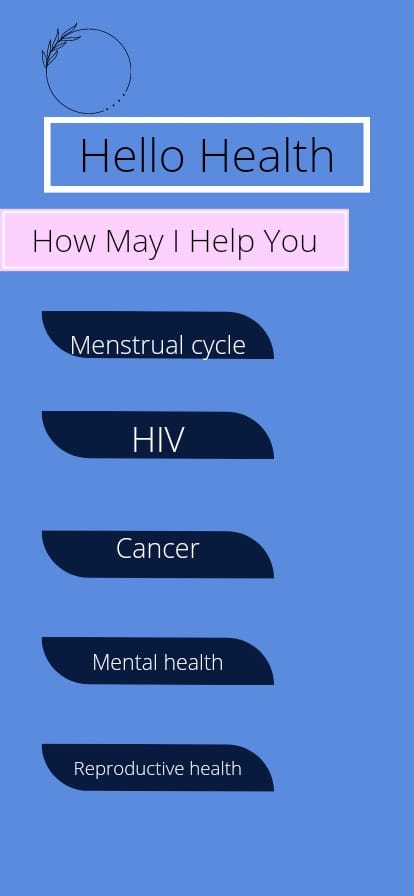 Hello Health
How May I Help You
Menstrual cycle
HIV
Cancer
Mental health
Reproductive health